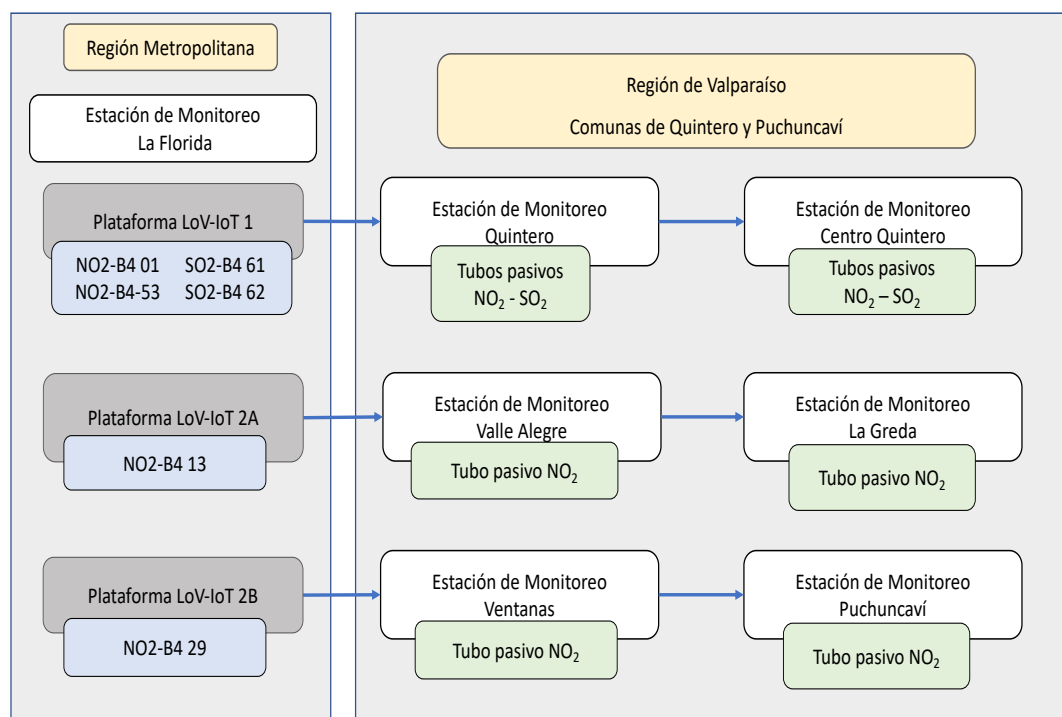 Región Metropolitana
Estación de Monitoreo
La Florida
Plataforma LoV-IoT 1
NO2-B4 01 SO2-B4 61
NO2-B4-53 SO2-B4 62
Plataforma LoV-IoT 2A
NO2-B4 13
Plataforma LoV-IoT 2B
NO2-B4 29
Región de Valparaíso
Comunas de Quintero y Puchuncaví
Estación de Monitoreo
Quintero
Tubos pasivos
NO₂ - SO₂
Estación de Monitoreo
Centro Quintero
Tubos pasivos
NO₂ – SO₂
Estación de Monitoreo
Valle Alegre
Tubo pasivo NO₂
Estación de Monitoreo
La Greda
Tubo pasivo NO₂
Estación de Monitoreo
Ventanas
Tubo pasivo NO₂
Estación de Monitoreo
Puchuncaví
Tubo pasivo NO₂